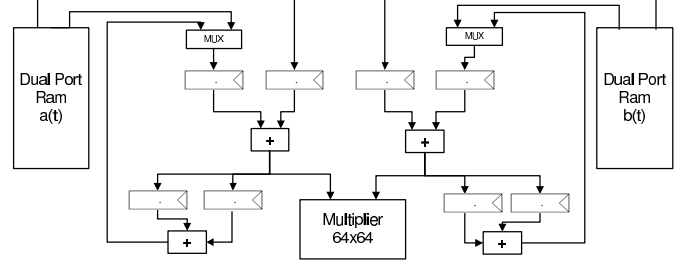 MUX
MUX
Dual Port
Ram
a(t)
Dual Port
Ram
b(t)
.
.
.
.
+
+
.
.
.
.
Multiplier
64x64
+
+